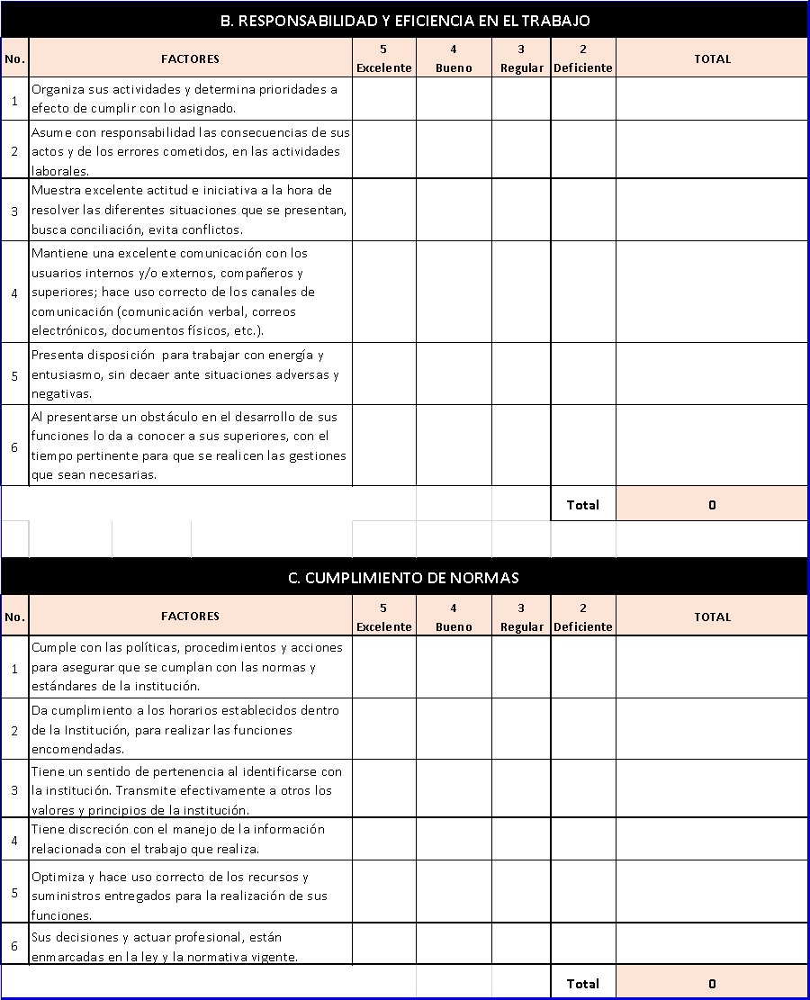 B. RESPONSABILIDAD Y EFICIENCIA EN EL TRABAJO
No. FACTORES 5 Excelente 4 Bueno 3 Regular 2 Deficiente TOTAL
1 Organiza sus actividades y determina prioridades a
efecto de cumplir con lo asignado.
2 Asume con responsabilidad las consecuencias de sus
actos y de los errores cometidos, en las actividades
laborales.
3 Muestra excelente actitud e iniciativa a la hora de
resolver las diferentes situaciones que se presentan,
busca conciliación, evita conflictos.
4 Mantiene una excelente comunicación con los
usuarios internos y/o externos, compañeros y
superiores; hace uso correcto de los canales de
comunicación (comunicación verbal, correos
electrónicos, documentos físicos, etc.).
5 Presenta disposición  para trabajar con energía y
entusiasmo, sin decaer ante situaciones adversas y
negativas.
6 Al presentarse un obstáculo en el desarrollo de sus
funciones lo da a conocer a sus superiores, con el
tiempo pertinente para que se realicen las gestiones
que sean necesarias.
Total 0
C. CUMPLIMIENTO DE NORMAS
No. FACTORES 5 Excelente 4 Bueno 3 Regular 2 Deficiente TOTAL
1 Cumple con las políticas, procedimientos y acciones
para asegurar que se cumplan con las normas y
estándares de la institución.
2 Da cumplimiento a los horarios establecidos dentro
de la Institución, para realizar las funciones
encomendadas.
3 Tiene un sentido de pertenencia al identificarse con
la institución. Transmite efectivamente a otros los
valores y principios de la institución.
4 Tiene discreción con el manejo de la información
relacionada con el trabajo que realiza.
5 Optimiza y hace uso correcto de los recursos y
suministros entregados para la realización de sus
funciones.
6 Sus decisiones y actuar profesional, están
enmarcadas en la ley y la normativa vigente.
Total 0